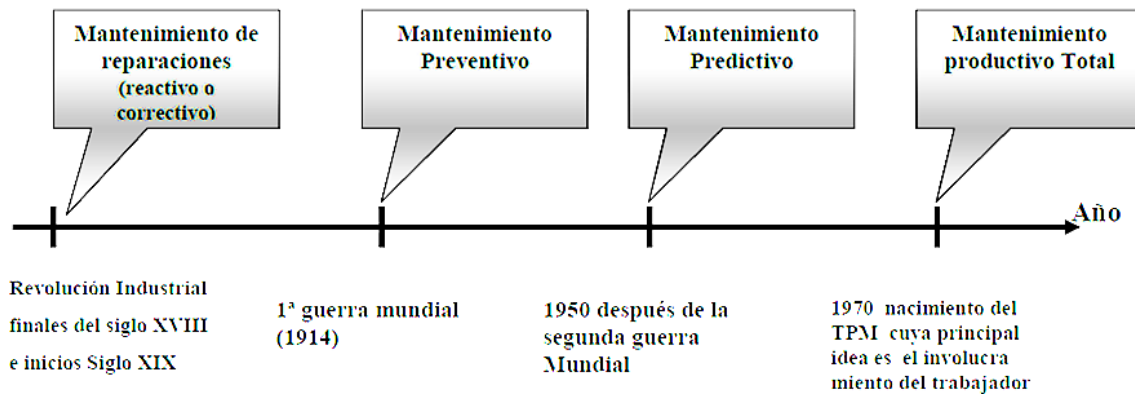 Mantenimiento de
reparaciones
(reactivo o
correctivo)
Mantenimiento
Preventivo
Mantenimiento
Predictivo
Mantenimiento
productivo Total
Año
Revolución Industrial
finales del siglo XVIII
e inicios Siglo XIX
1ª guerra mundial
(1914)
1950 después de la
segunda guerra
Mundial
1970 nacimiento del
TPM cuya principal
idea es el involucra
miento del trabajador